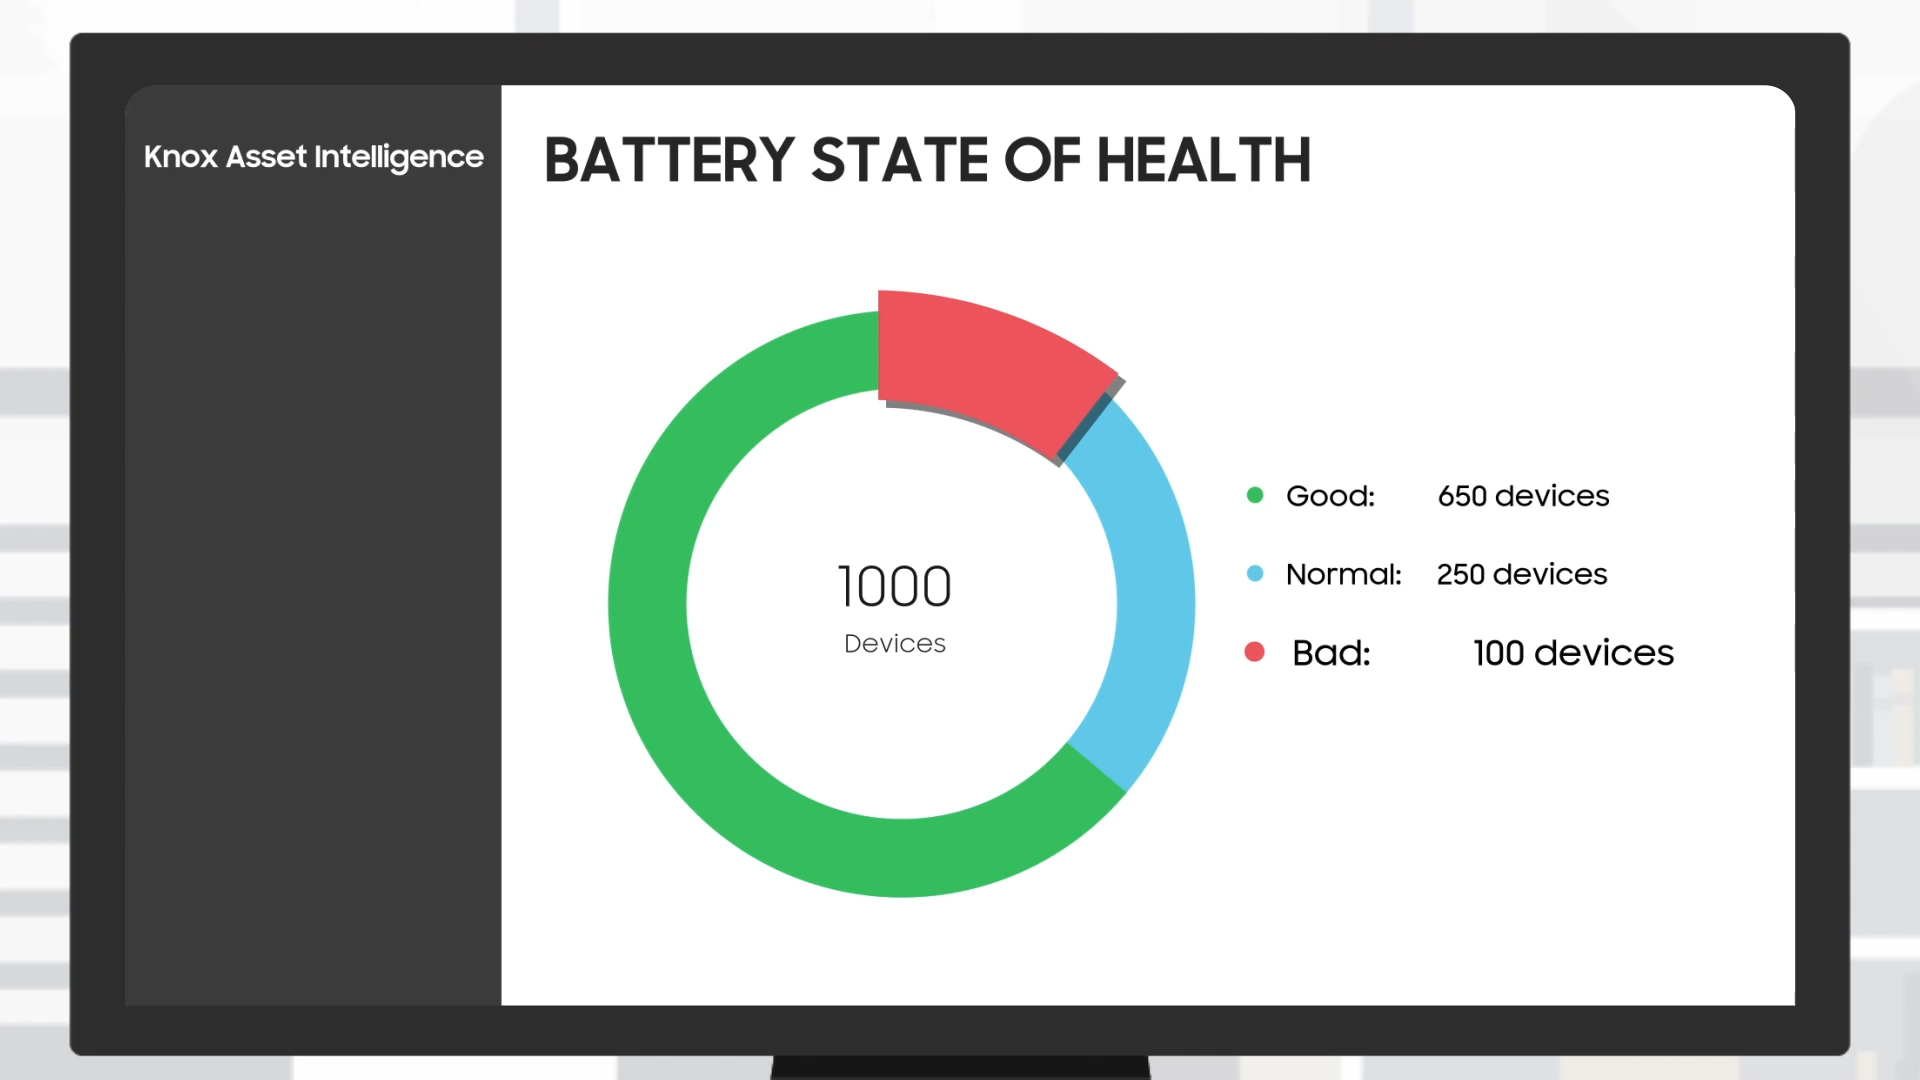 Knox Asset Intelligence
BATTERY STATE OF HEALTH
1000
Devices
Good: 650 devices
Normal: 250 devices
Bad: 100 devices